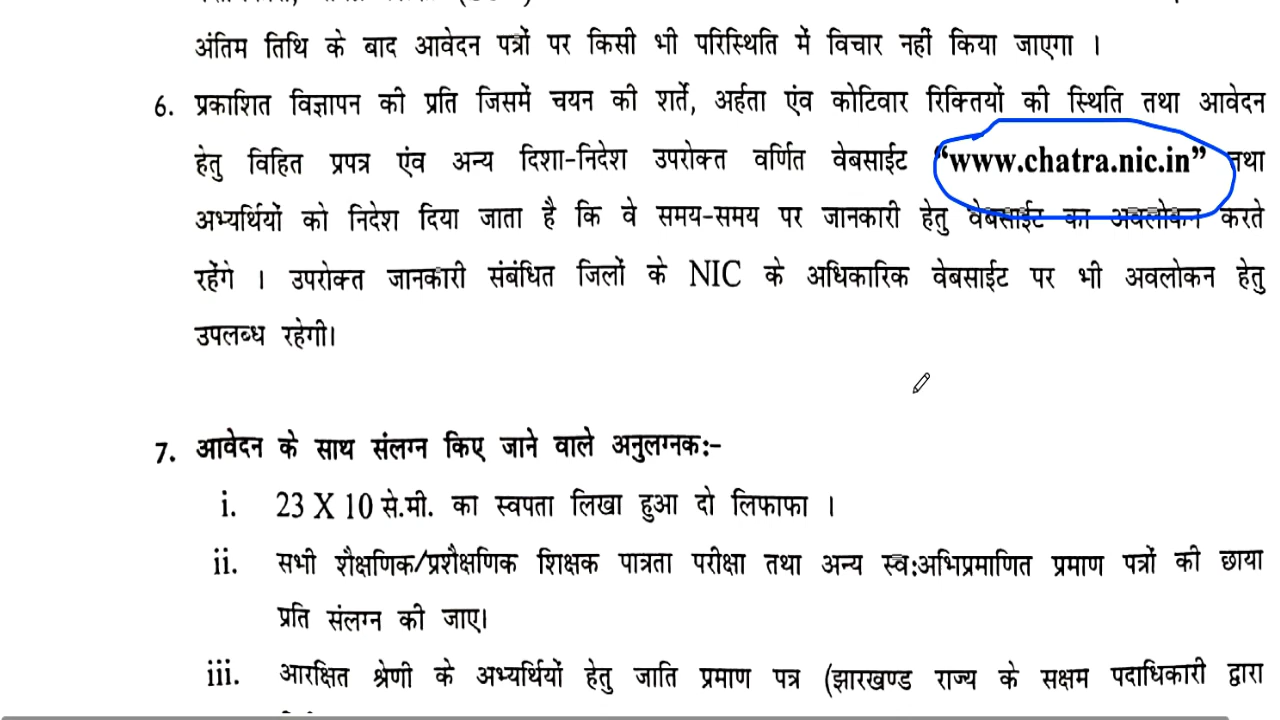 अंतिम तिथि के बाद आवेदन पत्रों पर किसी भी परिस्थिति में विचार नहीं किया जाएगा ।
6. प्रकाशित विज्ञापन की प्रति जिसमें चयन की शर्ते, अर्हता एंव कोटिवार रिक्तियों की स्थिति तथा आवेदन
हेतु विहित प्रपत्र एंव अन्य दिशा-निदेश उपरोक्त वर्णित वेबसाईट “www.chatra.nic.in” तथा
अभ्यर्थियों को निदेश दिया जाता है कि वे समय-समय पर जानकारी हेतु वेबसाईट का अवलोकन करते
रहेंगे । उपरोक्त जानकारी संबंधित जिलों के NIC के अधिकारिक वेबसाईट पर भी अवलोकन हेतु
उपलब्ध रहेगी।
7. आवेदन के साथ संलग्न किए जाने वाले अनुलग्नक:-
i. 23 X 10 से.मी. का स्वपता लिखा हुआ दो लिफाफा ।
ii. सभी शैक्षणिक/प्रशैक्षणिक शिक्षक पात्रता परीक्षा तथा अन्य स्व:अभिप्रमाणित प्रमाण पत्रों की छाया
प्रति संलग्न की जाए।
iii. आरक्षित श्रेणी के अभ्यर्थियों हेतु जाति प्रमाण पत्र (झारखण्ड राज्य के सक्षम पदाधिकारी द्वारा